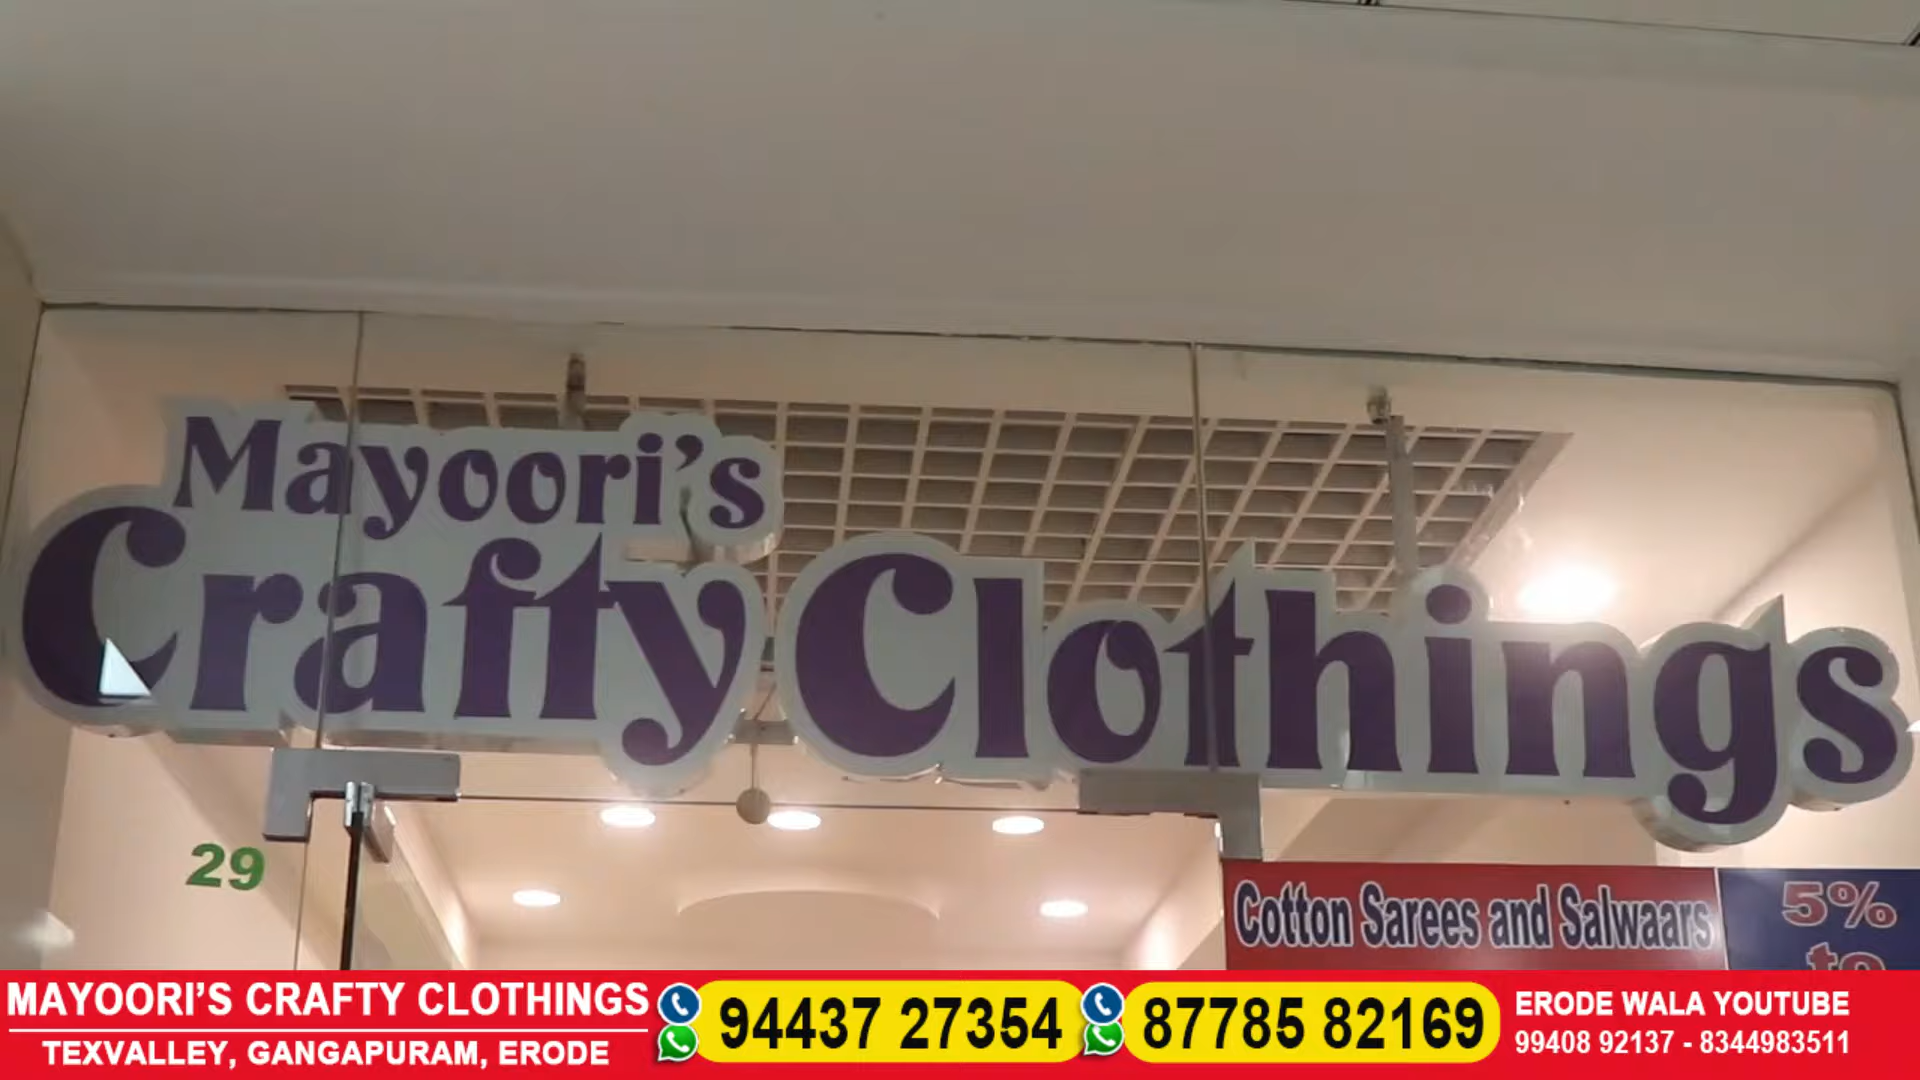 Mayoori's
Crafty Clothings
29
Cotton Sarees and Salwaars
5%
to
MAYOORI'S CRAFTY CLOTHINGS
TEXVALLEY, GANGAPURAM, ERODE
94437 27354
87785 82169
ERODE WALA YOUTUBE
99408 92137 - 8344983511